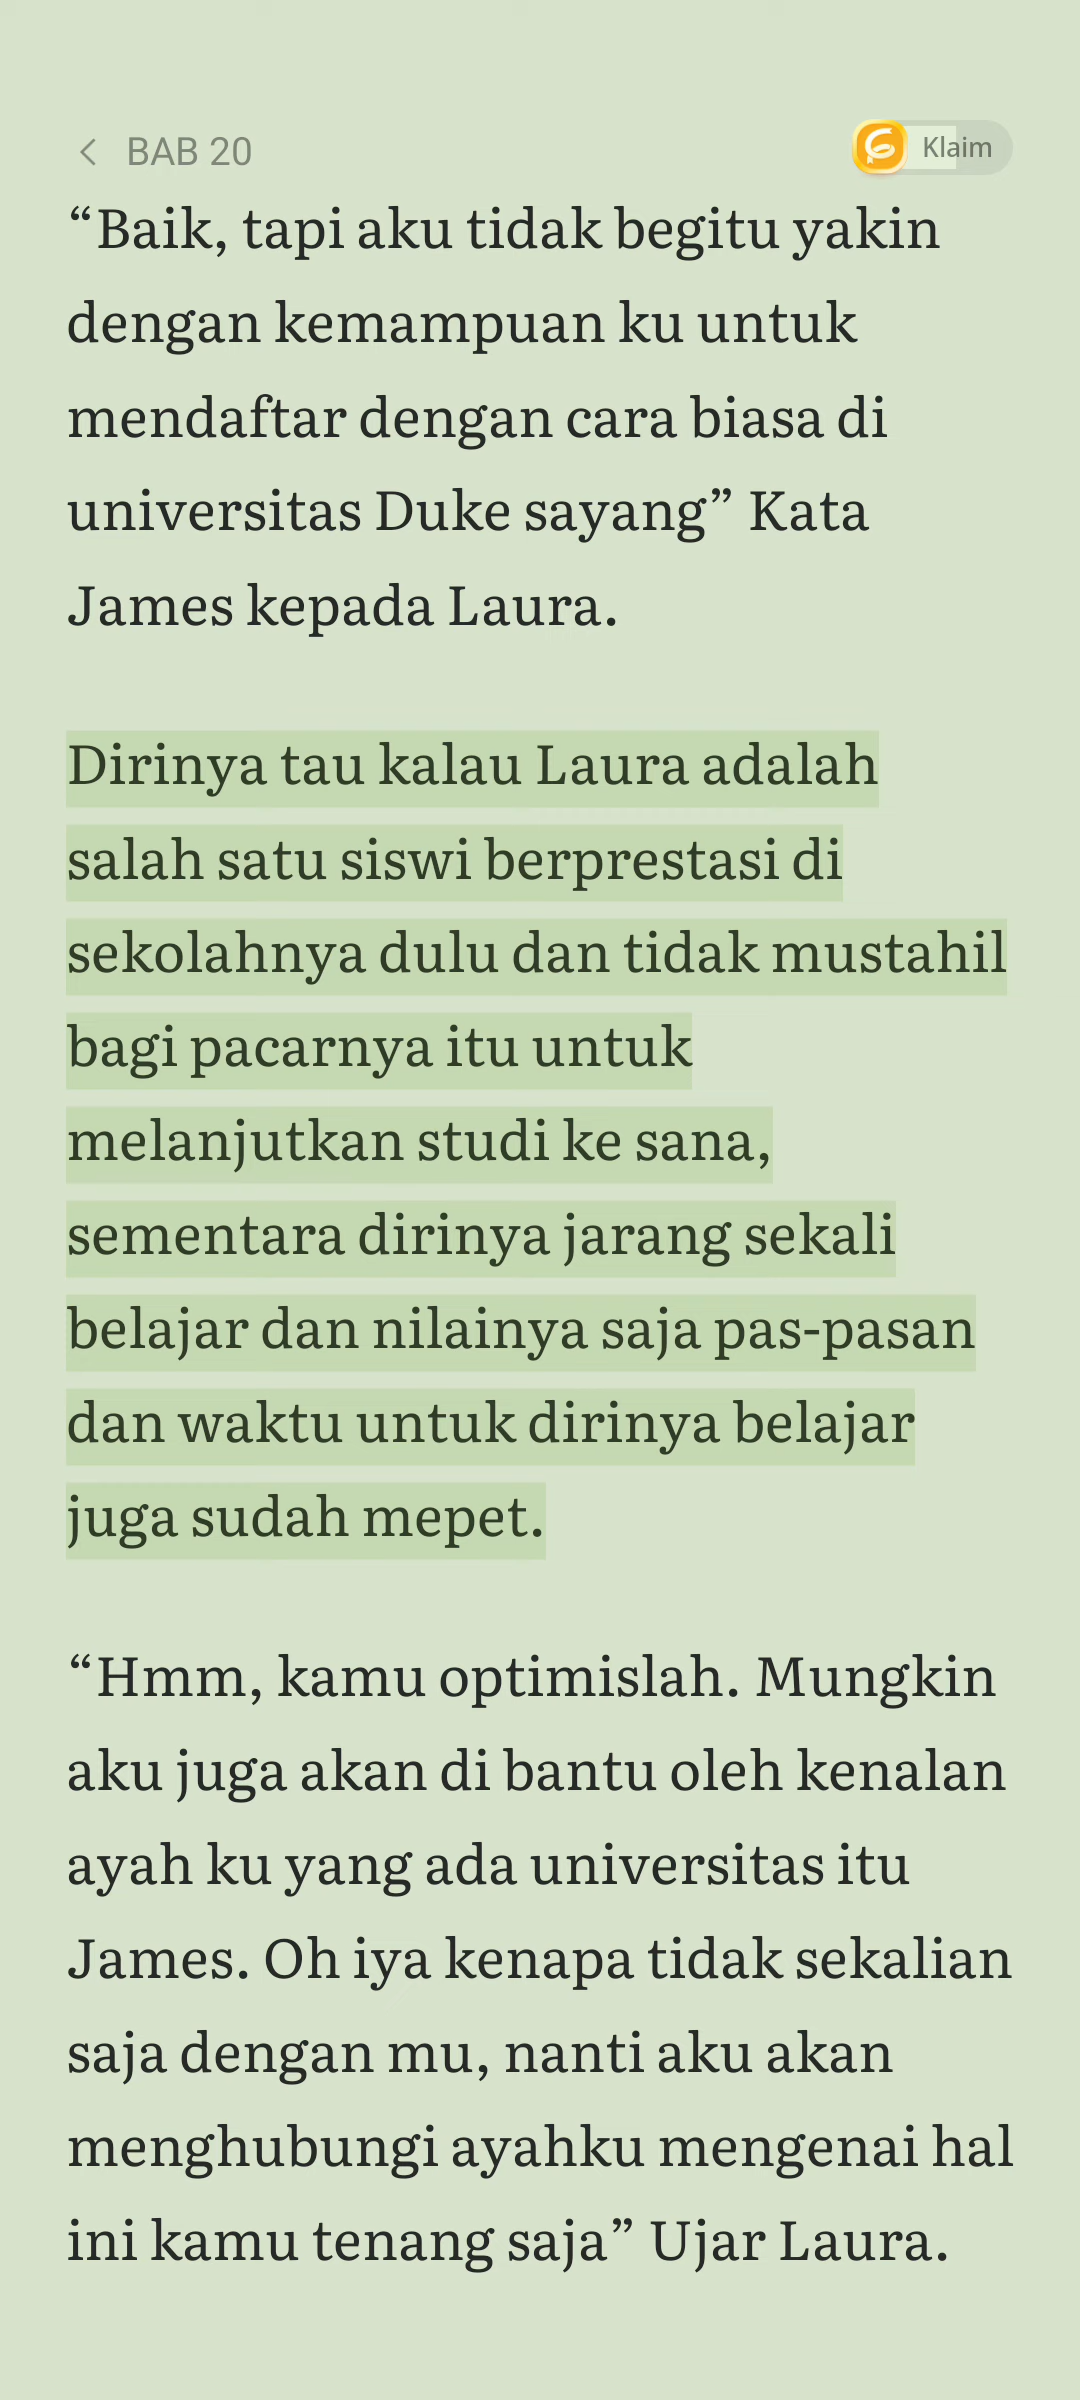 BAB 20
Klaim
“Baik, tapi aku tidak begitu yakin
dengan kemampuan ku untuk
mendaftar dengan cara biasa di
universitas Duke sayang” Kata
James kepada Laura.
Dirinya tau kalau Laura adalah
salah satu siswi berprestasi di
sekolahnya dulu dan tidak mustahil
bagi pacarnya itu untuk
melanjutkan studi ke sana,
sementara dirinya jarang sekali
belajar dan nilainya saja pas-pasan
dan waktu untuk dirinya belajar
juga sudah mepet.
“Hmm, kamu optimislah. Mungkin
aku juga akan di bantu oleh kenalan
ayah ku yang ada universitas itu
James. Oh iya kenapa tidak sekalian
saja dengan mu, nanti aku akan
menghubungi ayahku mengenai hal
ini kamu tenang saja” Ujar Laura.